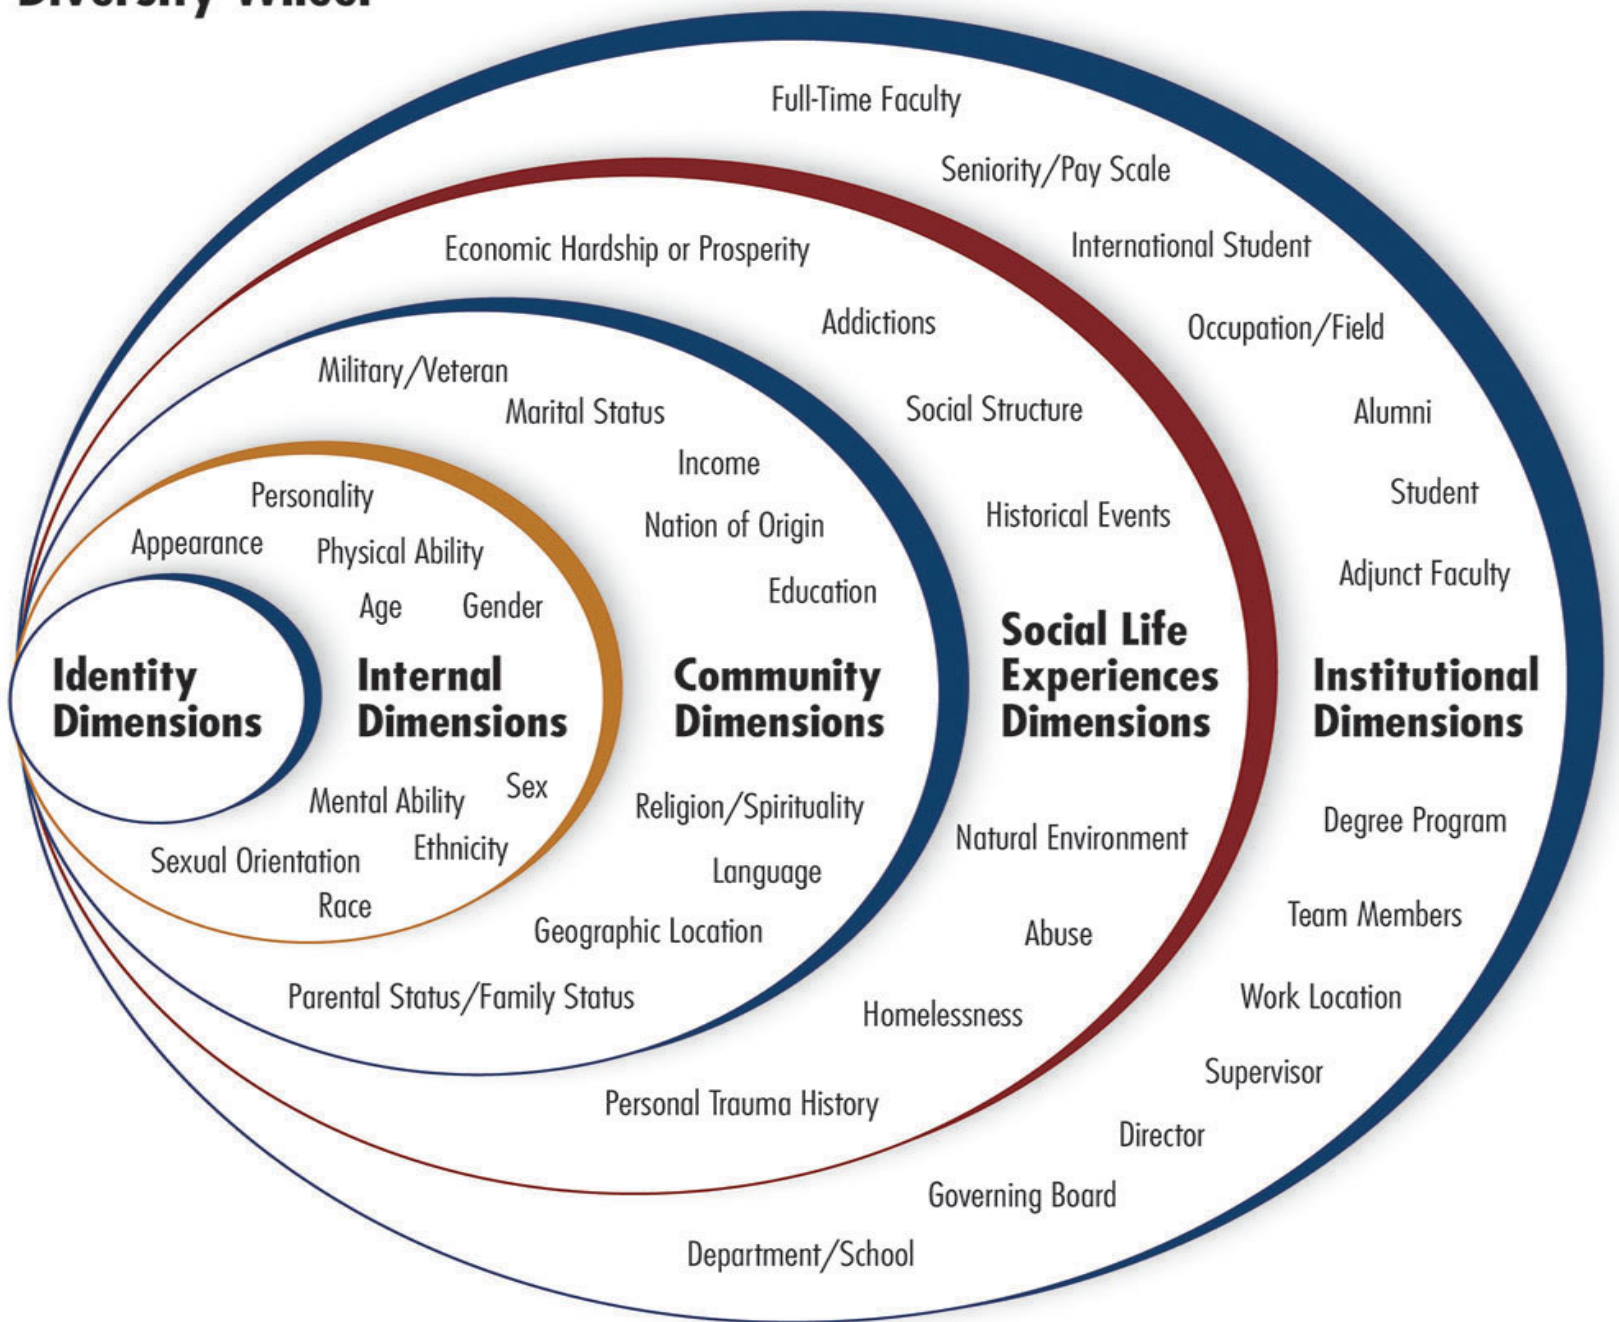 Diversity Wheel
Full-Time Faculty
Seniority/Pay Scale
International Student
Occupation/Field
Alumni
Student
Adjunct Faculty
Institutional
Dimensions
Degree Program
Team Members
Work Location
Supervisor
Director
Governing Board
Department/School
Economic Hardship or Prosperity
Addictions
Social Structure
Historical Events
Social Life
Experiences
Dimensions
Natural Environment
Abuse
Homelessness
Personal Trauma History
Military/Veteran
Marital Status
Income
Nation of Origin
Education
Community
Dimensions
Religion/Spirituality
Language
Geographic Location
Parental Status/Family Status
Personality
Appearance
Physical Ability
Age
Gender
Internal
Dimensions
Mental Ability
Sex
Ethnicity
Sexual Orientation
Race
Identity
Dimensions